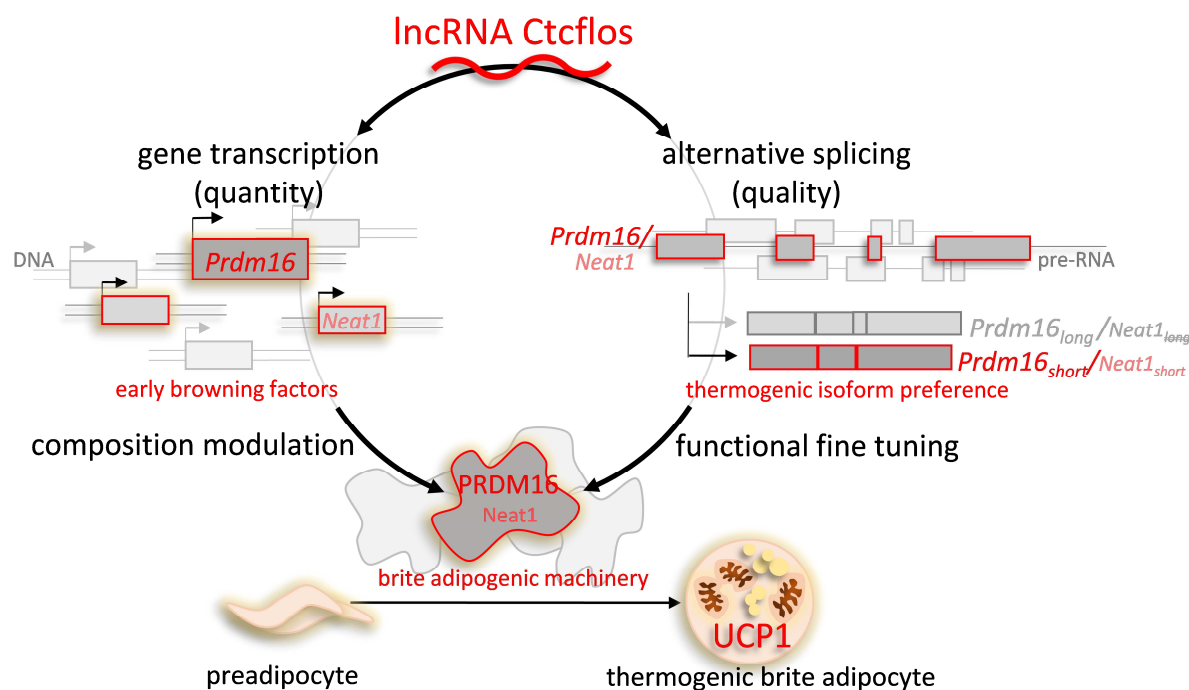 lncRNA Ctcflos
gene transcription
(quantity)
DNA
Prdm16
Neat1
early browning factors
composition modulation
alternative splicing
(quality)
Prdm16/
Neat1
pre-RNA
Prdm16long/Neat1long
Prdm16short/Neat1short
thermogenic isoform preference
functional fine tuning
PRDM16
Neat1
brite adipogenic machinery
UCP1
preadipocyte
thermogenic brite adipocyte